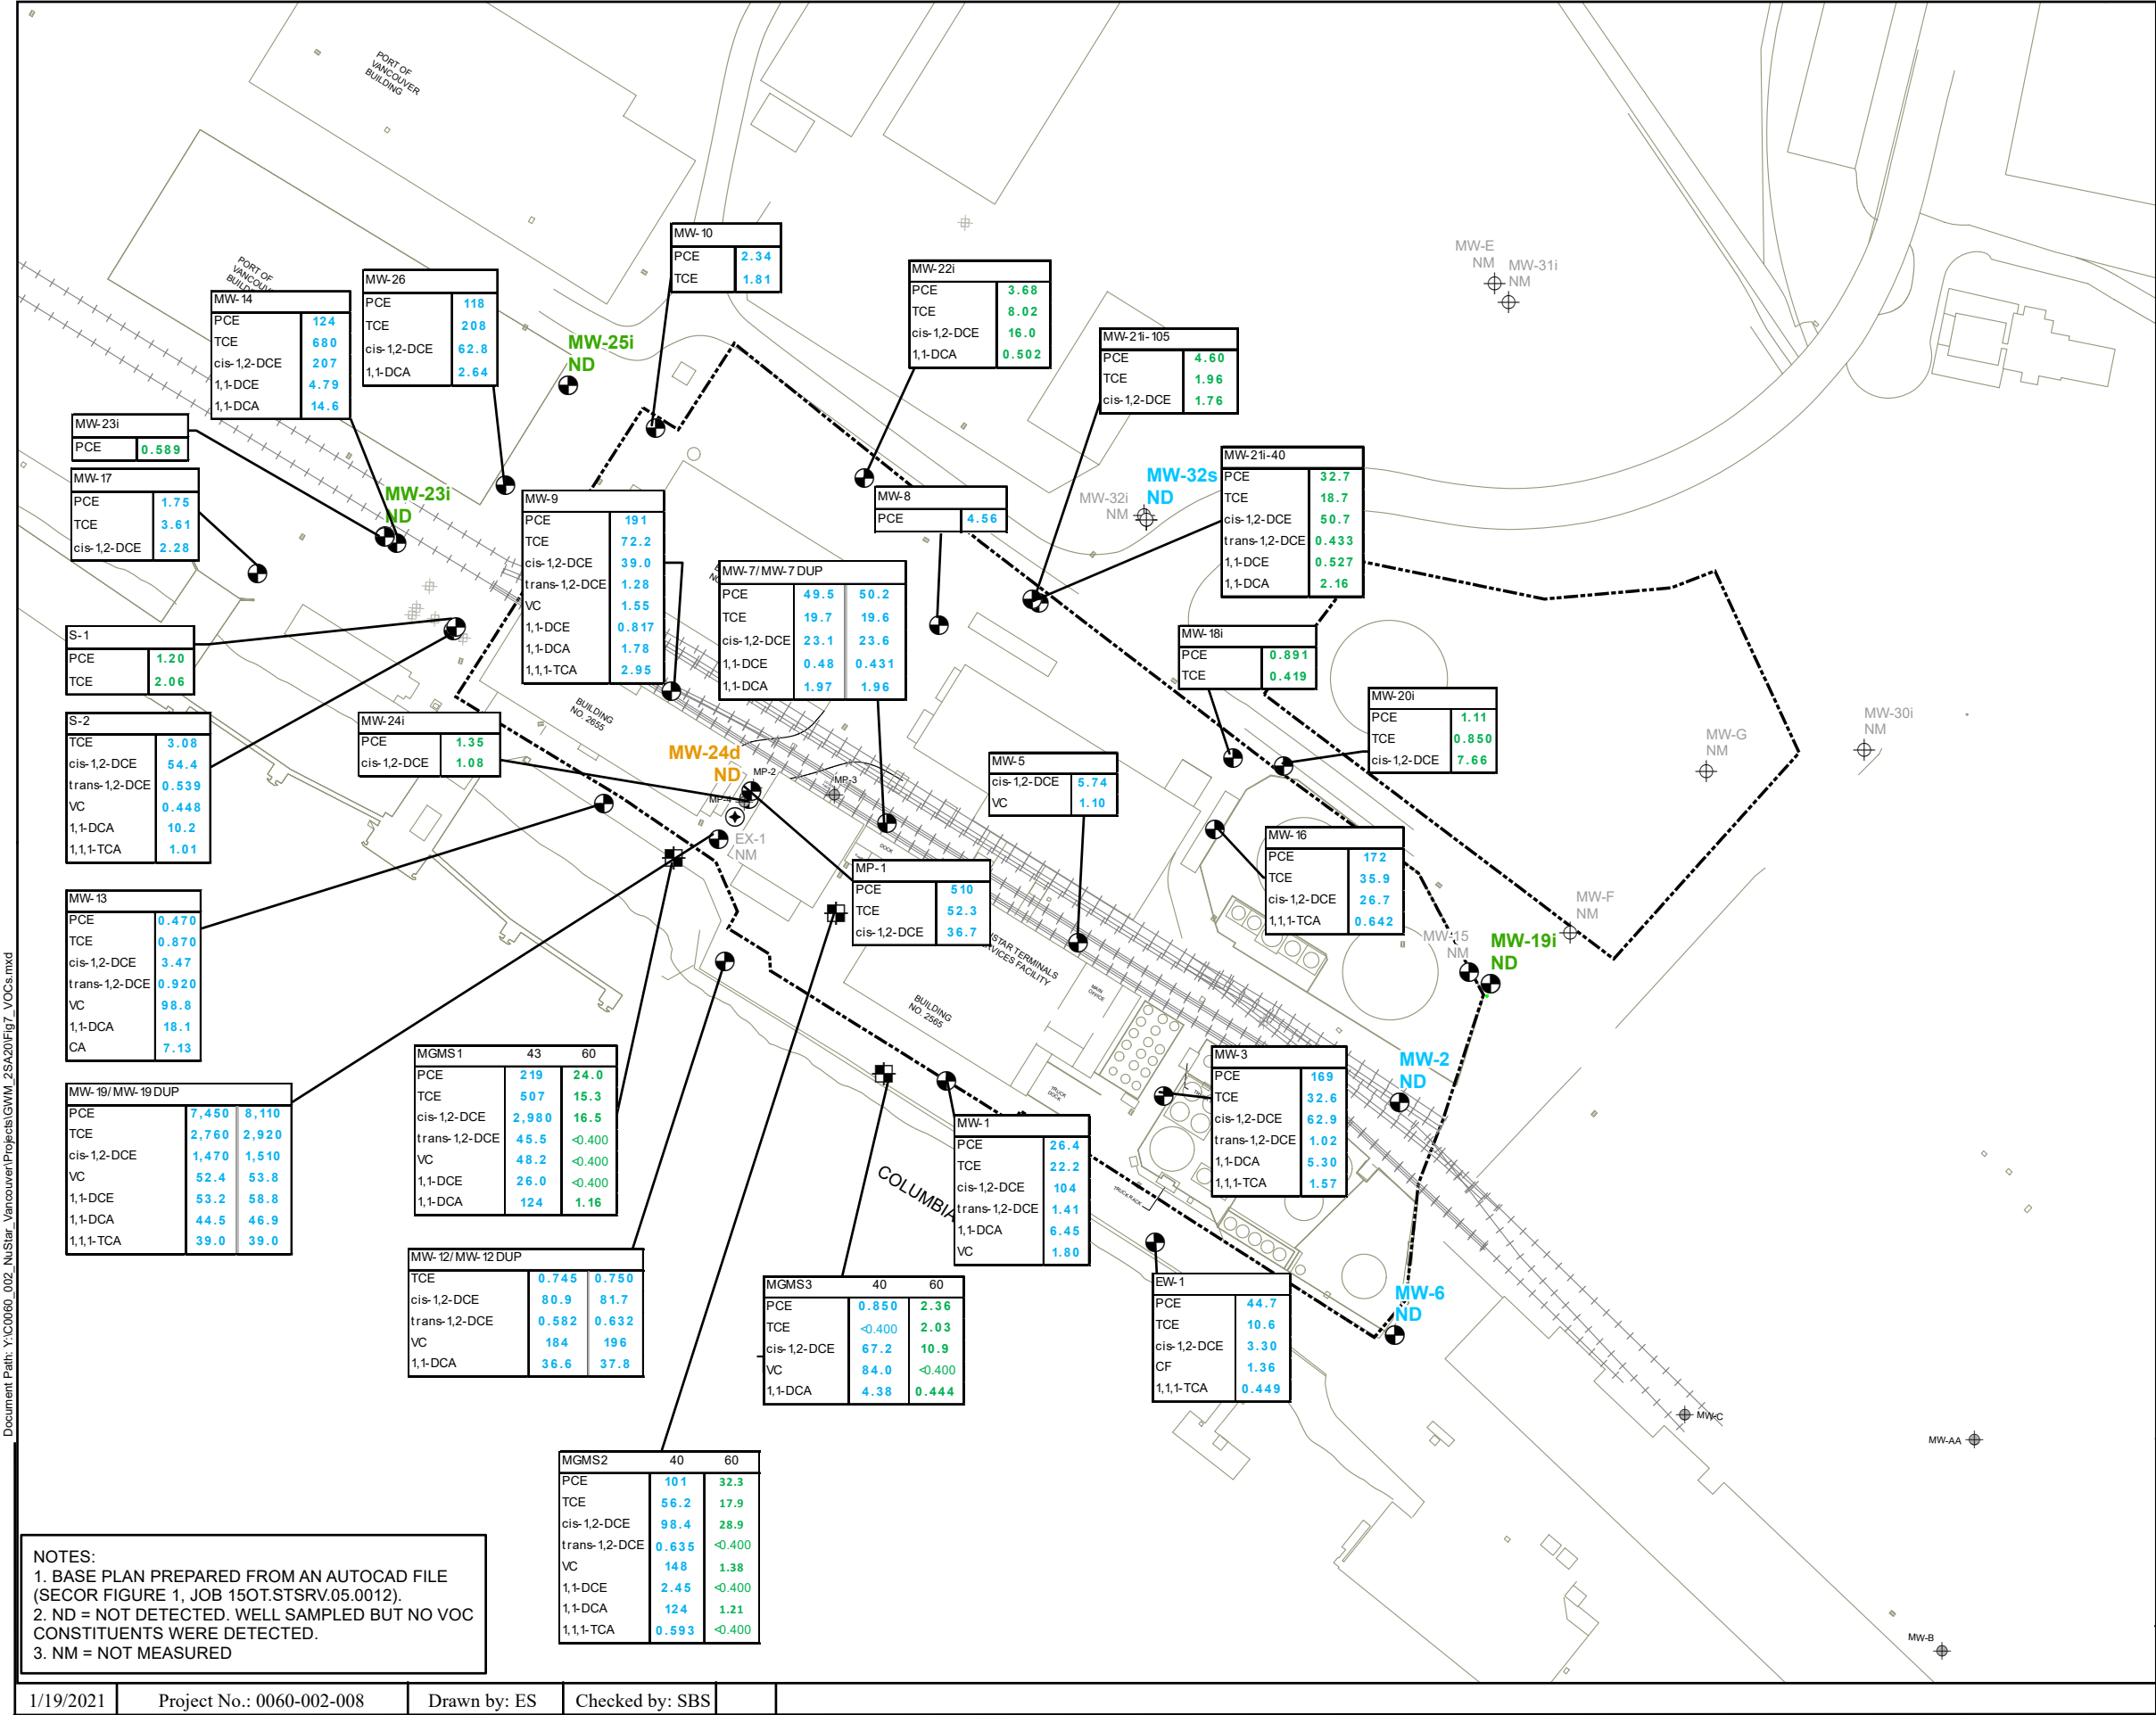 PORT OF
VANCOUVER
BUILDING
PORT OF
VANCOUVER
MW-10
PCE 2.34
TCE 1.81
MW-E
NM
MW-31i
NM
MW-22i
PCE 3.68
TCE 8.02
cis-1,2-DCE 16.0
1,1-DCA 0.502
MW-26
PCE 118
TCE 208
cis-1,2-DCE 62.8
1,1-DCA 2.64
MW-14
PCE 124
TCE 680
cis-1,2-DCE 207
1,1-DCE 4.79
1,1-DCA 14.6
MW-25i
ND
MW-21i-105
PCE 4.60
TCE 1.96
cis-1,2-DCE 1.76
MW-23i
PCE 0.589
MW-17
PCE 1.75
TCE 3.61
cis-1,2-DCE 2.28
MW-23i
ND
MW-9
PCE 191
TCE 72.2
cis-1,2-DCE 39.0
trans-1,2-DCE 1.28
VC 1.55
1,1-DCE 0.817
1,1-DCA 1.78
1,1,1-TCA 2.95
MW-8
PCE 4.56
MW-32i
NM
MW-32s
ND
MW-21i-40
PCE 32.7
TCE 18.7
cis-1,2-DCE 50.7
trans-1,2-DCE 0.433
1,1-DCE 0.527
1,1-DCA 2.16
MW-7/MW-7 DUP
PCE 49.5 50.2
TCE 19.7 19.6
cis-1,2-DCE 23.1 23.6
1,1-DCE 0.48 0.431
1,1-DCA 1.97 1.96
S-1
PCE 1.20
TCE 2.06
MW-18i
PCE 0.891
TCE 0.419
MW-20i
PCE 1.11
TCE 0.850
cis-1,2-DCE 7.66
MW-G
NM
MW-30i
NM
S-2
TCE 3.08
cis-1,2-DCE 54.4
trans-1,2-DCE 0.539
VC 0.448
1,1-DCA 10.2
1,1,1-TCA 1.01
MW-24i
PCE 1.35
cis-1,2-DCE 1.08
BUILDING
NO. 2655
MW-24d
ND
MP-2
MP-3
MP-4
EX-1
NM
DOCK
MW-5
cis-1,2-DCE 5.74
VC 1.10
MW-16
PCE 172
TCE 35.9
cis-1,2-DCE 26.7
1,1,1-TCA 0.642
MP-1
PCE 510
TCE 52.3
cis-1,2-DCE 36.7
MW-F
NM
MW-15
NM
MW-19i
ND
MW-13
PCE 0.470
TCE 0.870
cis-1,2-DCE 3.47
trans-1,2-DCE 0.920
VC 98.8
1,1-DCA 18.1
CA 7.13
STAR TERMINALS
VICES FACILITY
MAIN
OFFICE
BUILDING
NO. 2565
MW-19/MW-19 DUP
PCE 7,450 8,110
TCE 2,760 2,920
cis-1,2-DCE 1,470 1,510
VC 52.4 53.8
1,1-DCE 53.2 58.8
1,1-DCA 44.5 46.9
1,1,1-TCA 39.0 39.0
MGMS1 43 60
PCE 219 24.0
TCE 507 15.3
cis-1,2-DCE 2,980 16.5
trans-1,2-DCE 45.5 <0.400
VC 48.2 <0.400
1,1-DCE 26.0 <0.400
1,1-DCA 124 1.16
TRUCK
DOCK
MW-3
PCE 169
TCE 32.6
cis-1,2-DCE 62.9
trans-1,2-DCE 1.02
1,1-DCA 5.30
1,1,1-TCA 1.57
MW-2
ND
MW-1
PCE 26.4
TCE 22.2
cis-1,2-DCE 104
trans-1,2-DCE 1.41
1,1-DCA 6.45
VC 1.80
COLUMBIA
TRUCK RACK
MW-12/MW-12 DUP
TCE 0.745 0.750
cis-1,2-DCE 80.9 81.7
trans-1,2-DCE 0.582 0.632
VC 184 196
1,1-DCA 36.6 37.8
MGMS3 40 60
PCE 0.850 2.36
TCE <0.400 2.03
cis-1,2-DCE 67.2 10.9
VC 84.0 <0.400
1,1-DCA 4.38 0.444
EW-1
PCE 44.7
TCE 10.6
cis-1,2-DCE 3.30
CF 1.36
1,1,1-TCA 0.449
MW-6
ND
MW-C
MW-AA
MW-B
MGMS2 40 60
PCE 101 32.3
TCE 56.2 17.9
cis-1,2-DCE 98.4 28.9
trans-1,2-DCE 0.635 <0.400
VC 148 1.38
1,1-DCE 2.45 <0.400
1,1-DCA 124 1.21
1,1,1-TCA 0.593 <0.400
NOTES:
1. BASE PLAN PREPARED FROM AN AUTOCAD FILE
(SECOR FIGURE 1, JOB 15OT.STSRV.05.0012).
2. ND = NOT DETECTED. WELL SAMPLED BUT NO VOC
CONSTITUENTS WERE DETECTED.
3. NM = NOT MEASURED
Document Path: Y:\C0060_002_NuStar_Vancouver\Projects\GWM_2SA20\Fig7_VOCs.mxd
1/19/2021 Project No.: 0060-002-008 Drawn by: ES Checked by: SBS